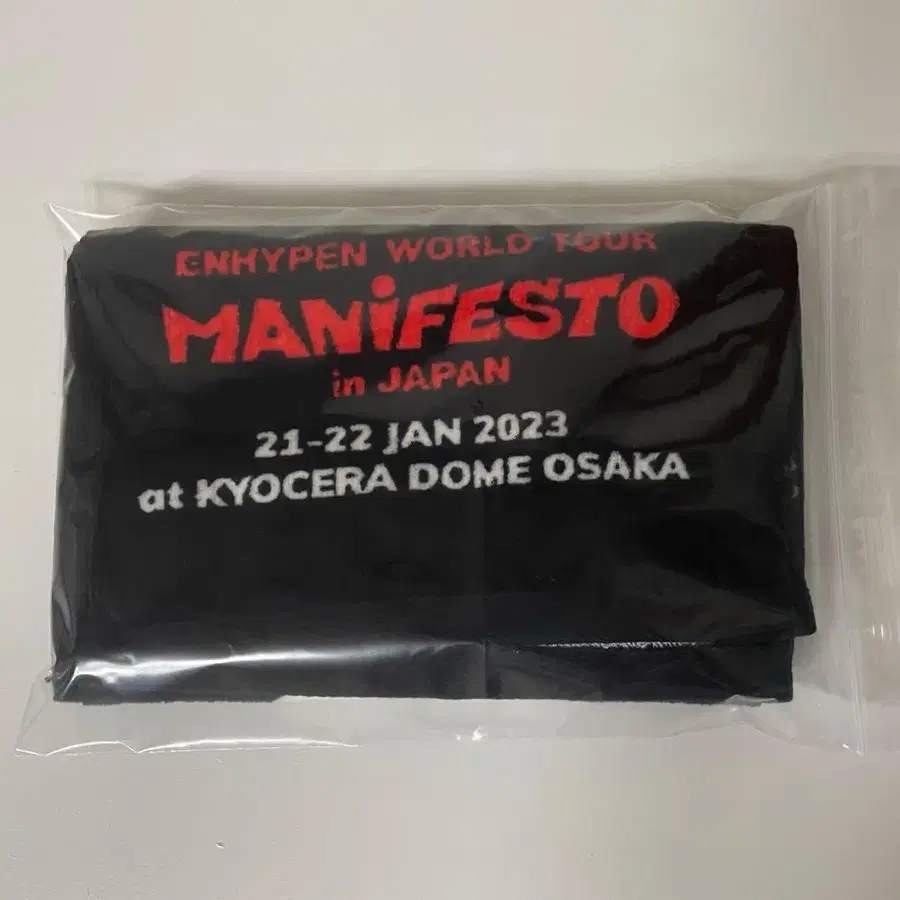 ENHYPEN WORLD TOUR
MANiFESTO
in JAPAN
21-22 JAN 2023
at KYOCERA DOME OSAKA